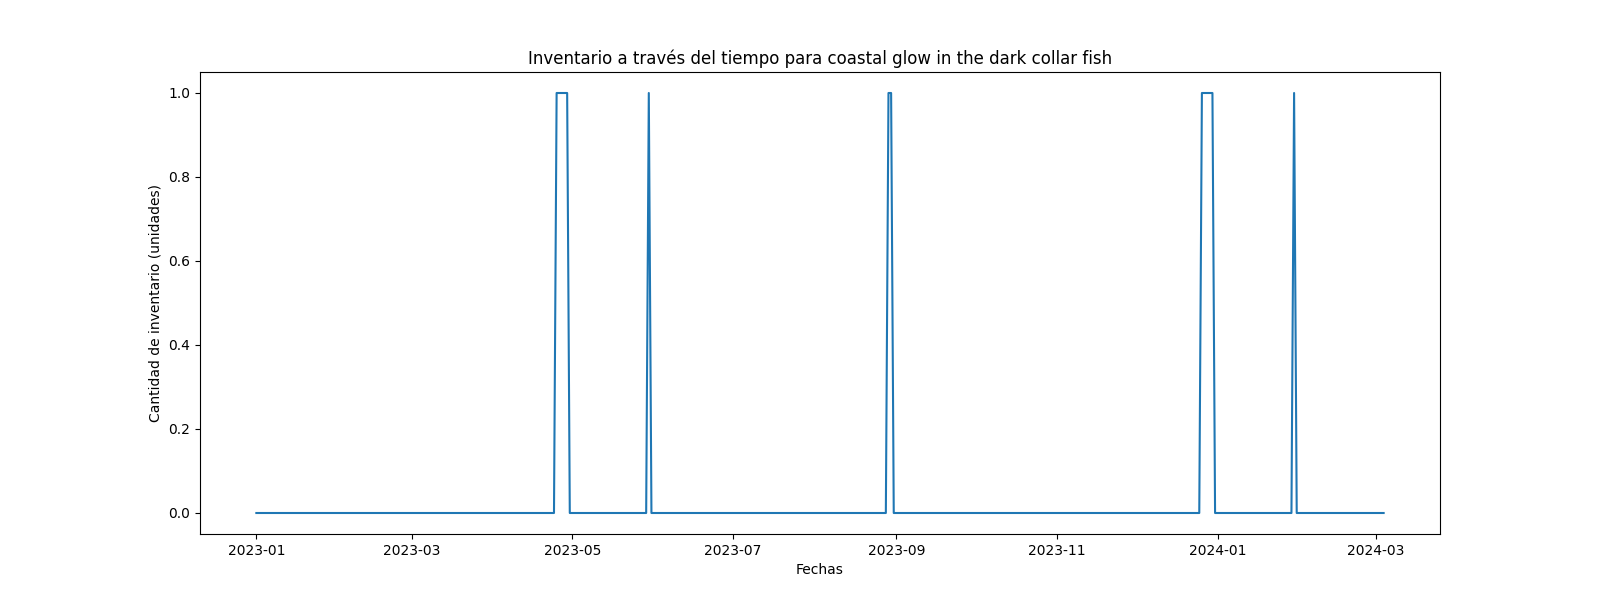 Inventario a través del tiempo para coastal glow in the dark collar fish
Cantidad de inventario (unidades)
1.0
0.8
0.6
0.4
0.2
0.0
2023-01 2023-03 2023-05 2023-07 2023-09 2023-11 2024-01 2024-03
Fechas